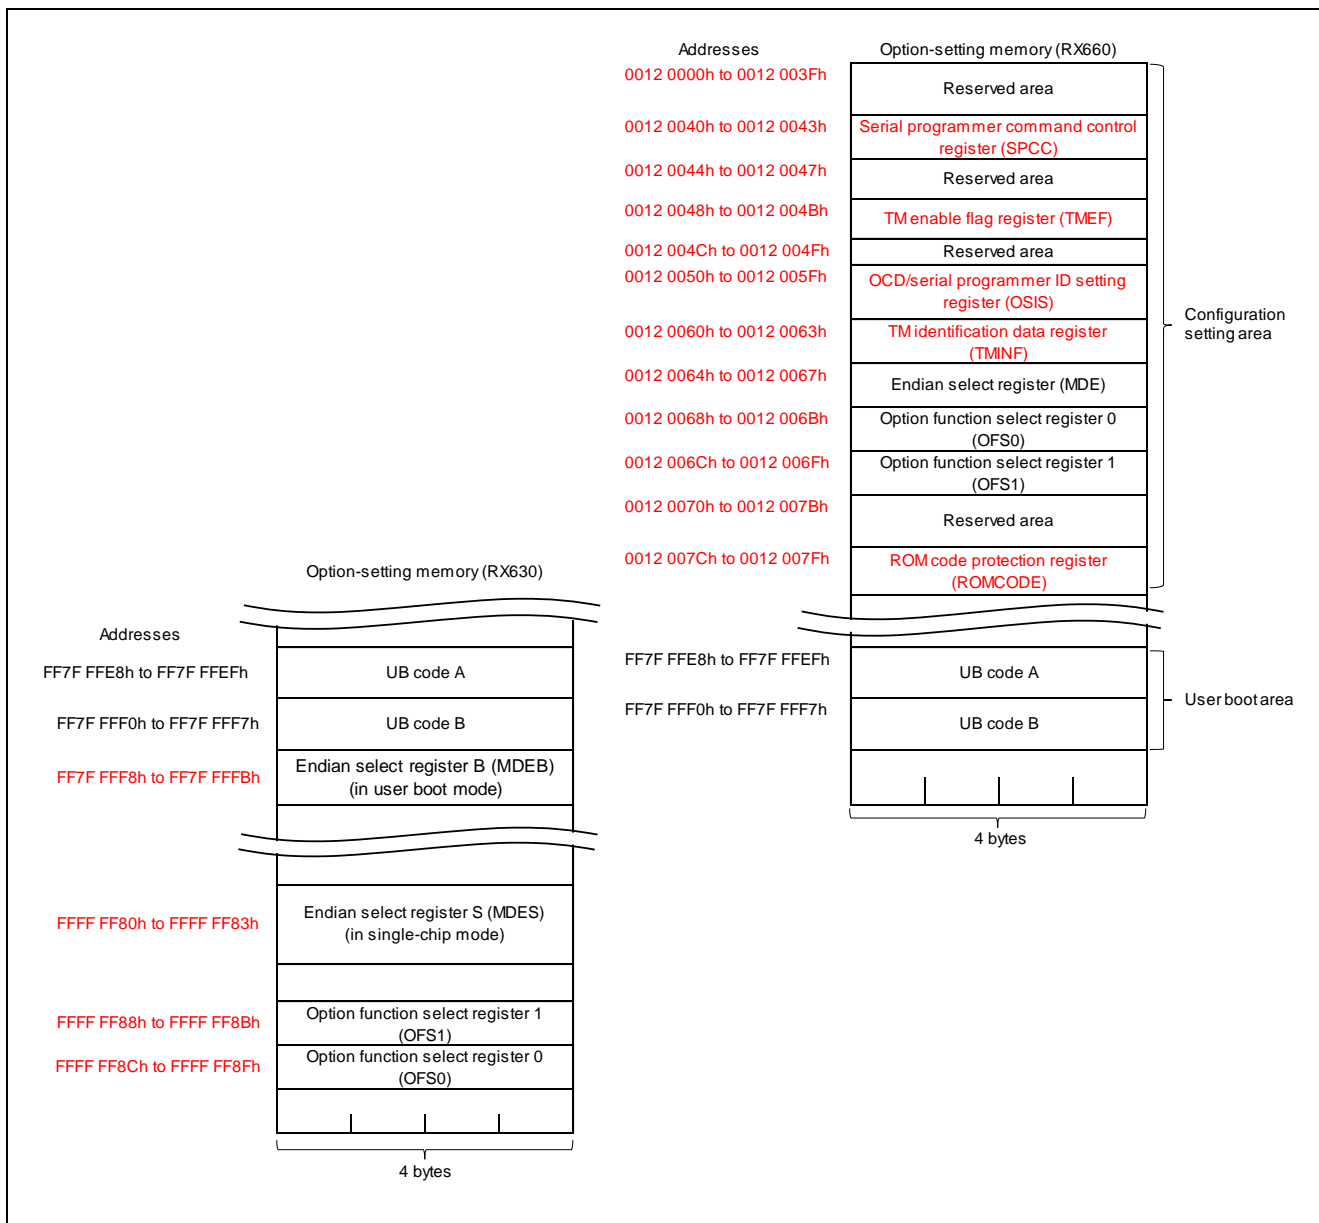 Addresses
Option-setting memory (RX660)
0012 0000h to 0012 003Fh
Reserved area
0012 0040h to 0012 0043h
Serial programmer command control
register (SPCC)
0012 0044h to 0012 0047h
Reserved area
0012 0048h to 0012 004Bh
TM enable flag register (TMEF)
0012 004Ch to 0012 004Fh
Reserved area
0012 0050h to 0012 005Fh
OCD/serial programmer ID setting
register (OSIS)
0012 0060h to 0012 0063h
TM identification data register
(TMINF)
0012 0064h to 0012 0067h
Endian select register (MDE)
0012 0068h to 0012 006Bh
Option function select register 0
(OFS0)
0012 006Ch to 0012 006Fh
Option function select register 1
(OFS1)
0012 0070h to 0012 007Bh
Reserved area
0012 007Ch to 0012 007Fh
ROM code protection register
(ROMCODE)
Configuration
setting area
FF7F FFE8h to FF7F FFEFh
UB code A
FF7F FFF0h to FF7F FFF7h
UB code B
User boot area
4 bytes
Option-setting memory (RX630)
Addresses
FF7F FFE8h to FF7F FFEFh
UB code A
FF7F FFF0h to FF7F FFF7h
UB code B
FF7F FFF8h to FF7F FFFBh
Endian select register B (MDEB)
(in user boot mode)
FFFF FF80h to FFFF FF83h
Endian select register S (MDES)
(in single-chip mode)
FFFF FF88h to FFFF FF8Bh
Option function select register 1
(OFS1)
FFFF FF8Ch to FFFF FF8Fh
Option function select register 0
(OFS0)
4 bytes